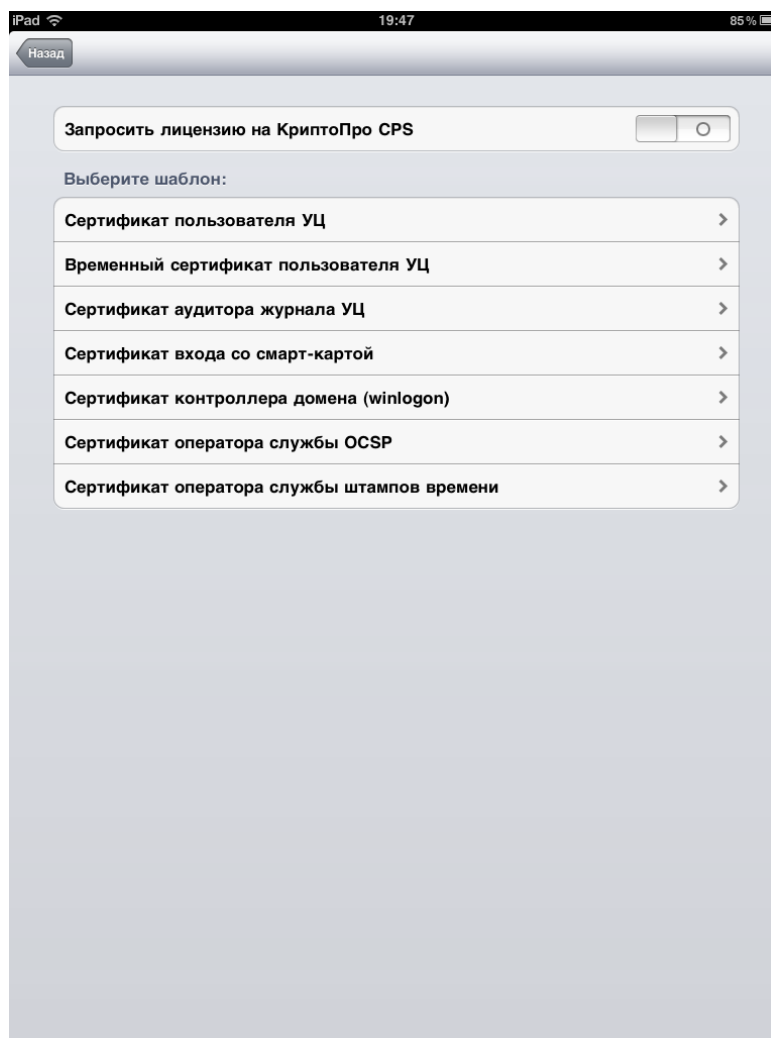 iPad 19:47 85%
Назад
Запросить лицензию на КриптоПро CPS
Выберите шаблон:
Сертификат пользователя УЦ
Временный сертификат пользователя УЦ
Сертификат аудитора журнала УЦ
Сертификат входа со смарт-картой
Сертификат контроллера домена (winlogon)
Сертификат оператора службы OCSP
Сертификат оператора службы штампов времени